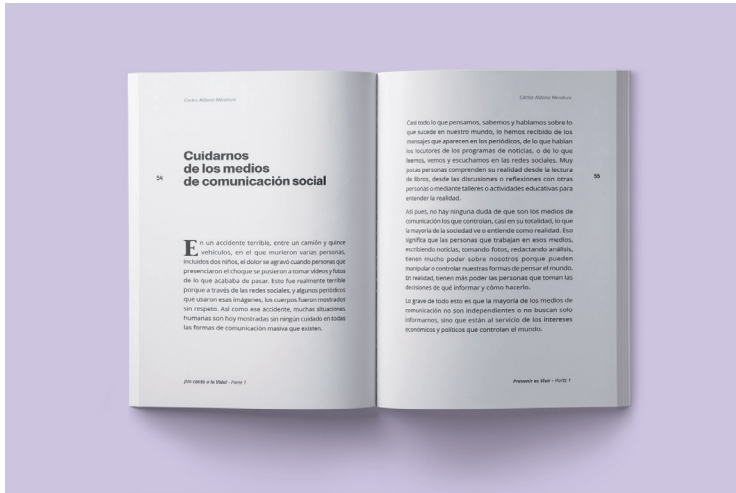 Carlos Aldana Mendoza
Cuidarnos
de los medios
de comunicación social
54
En un accidente terrible, entre un camión y quince
vehículos, en el que murieron varias personas,
incluidos dos niños, el dolor se agravó cuando personas que
presenciaron el choque se pusieron a tomar videos y fotos
de lo que acababa de pasar. Esto fue realmente terrible
porque a través de las redes sociales, y algunos periódicos
que usaron esas imágenes, los cuerpos fueron mostrados
sin respeto. Así como ese accidente, muchas situaciones
humanas son hoy mostradas sin ningún cuidado en todas
las formas de comunicación masiva que existen.
¡Un canto a la Vida! - Parte 1
Carlos Aldana Mendoza
Casi todo lo que pensamos, sabemos y hablamos sobre lo
que sucede en nuestro mundo, lo hemos recibido de los
mensajes que aparecen en los periódicos, de lo que hablan
los locutores de los programas de noticias, o de lo que
leemos, vemos y escuchamos en las redes sociales. Muy
pocas personas comprenden su realidad desde la lectura
de libros, desde las discusiones o reflexiones con otras
personas o mediante talleres o actividades educativas para
entender la realidad.
55
Así pues, no hay ninguna duda de que son los medios de
comunicación los que controlan, casi en su totalidad, lo que
la mayoría de la sociedad ve o entiende como realidad. Eso
significa que las personas que trabajan en esos medios,
escribiendo noticias, tomando fotos, redactando análisis,
tienen mucho poder sobre nosotros porque pueden
manipular o controlar nuestras formas de pensar el mundo.
En realidad, tienen más poder las personas que toman las
decisiones de qué informar y cómo hacerlo.
Lo grave de todo esto es que la mayoría de los medios de
comunicación no son independientes o no buscan solo
informarnos, sino que están al servicio de los intereses
económicos y políticos que controlan el mundo.
Prevenir es Vivir - Parte 1